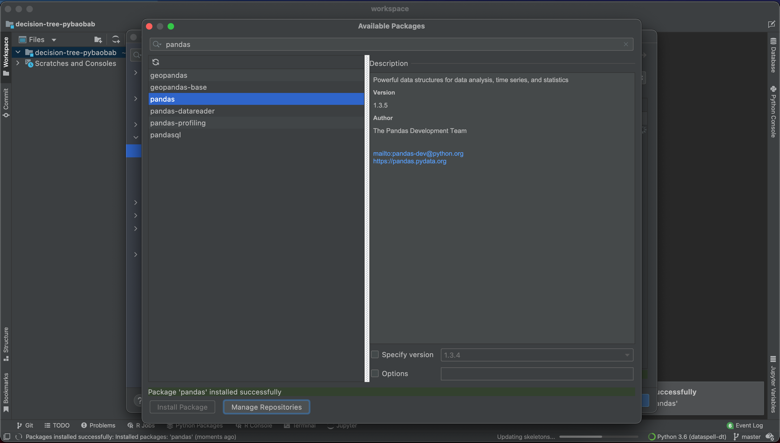 workspace
decision-tree-pybaobab
Available Packages
Files
pandas
Workspace
decision-tree-pybaobab
Scratches and Consoles
Database
Description
geopandas
Powerful data structures for data analysis, time series, and statistics
geopandas-base
Version
pandas
1.3.5
Commit
pandas-datareader
Author
Python Console
pandas-profiling
The Pandas Development Team
pandasql
mailto:pandas-dev@python.org
https://pandas.pydata.org
Structure
Specify version
1.3.4
Options
Bookmarks
Jupyter Variables
Package 'pandas' installed successfully
uccessfully
Install Package
Manage Repositories
ndas'
Git
TODO
Problems
R Jobs
Python Packages
R Console
Terminal
Jupyter
Event Log
Packages installed successfully: Installed packages: 'pandas' (moments ago)
Updating skeletons...
Python 3.6 (dataspell-dt)
master